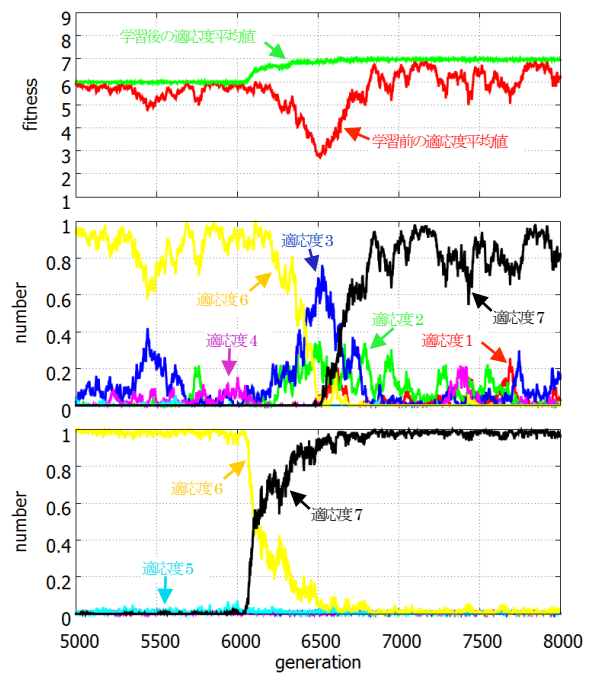 9
8
7
6
5
4
3
2
1
fitness
学習後の適応度平均値
学習前の適応度平均値
1
0.8
0.6
0.4
0.2
0
number
適応度3
適応度6
適応度4
適応度2
適応度1
適応度7
1
0.8
0.6
0.4
0.2
0
number
適応度6
適応度7
適応度5
5000 5500 6000 6500 7000 7500 8000
generation